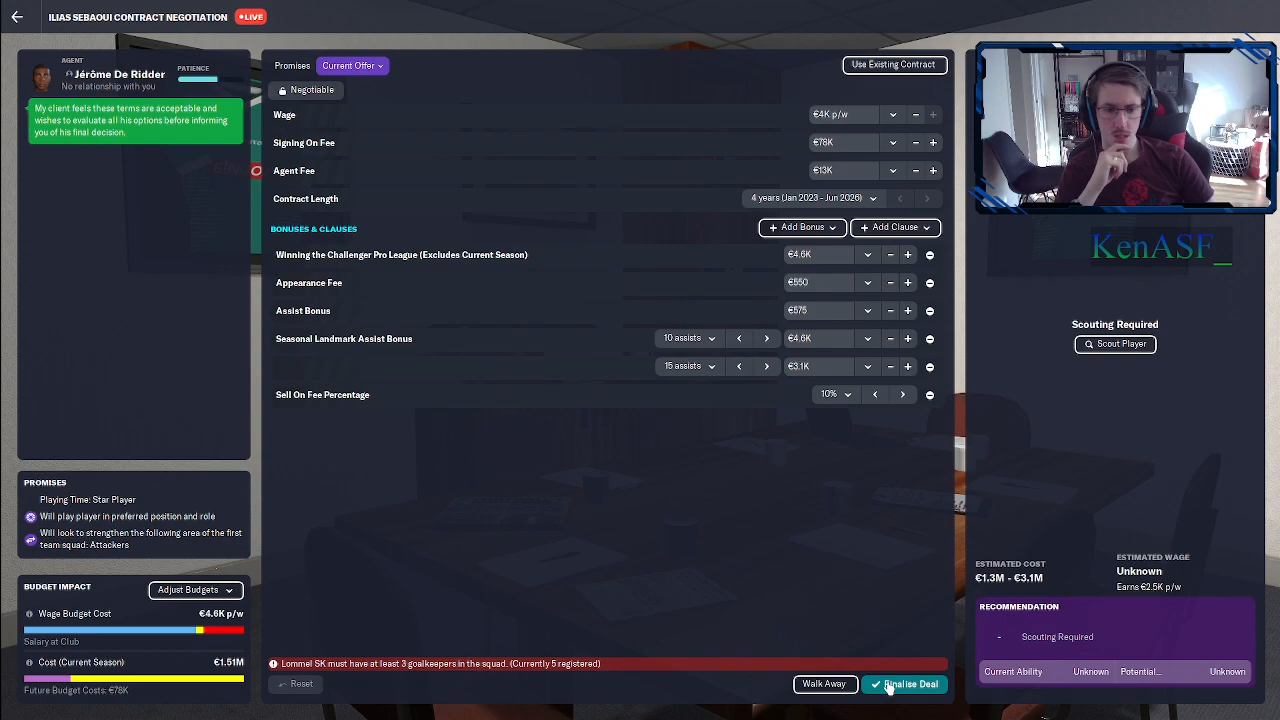 ILIAS SEBAOUI CONTRACT NEGOTIATION
LIVE
AGENT
Jérôme De Ridder
No relationship with you
PATIENCE
My client feels these terms are acceptable and
wishes to evaluate all his options before informing
you of his final decision.
Promises
Current Offer
Use Existing Contract
Negotiable
Wage
€4K p/w
Signing On Fee
€78K
Agent Fee
€13K
Contract Length
4 years (Jan 2023 - Jun 2026)
BONUSES & CLAUSES
Add Bonus
Add Clause
Winning the Challenger Pro League (Excludes Current Season)
€4.6K
Appearance Fee
€550
Assist Bonus
€575
Seasonal Landmark Assist Bonus
10 assists
€4.6K
15 assists
€3.1K
Sell On Fee Percentage
10%
KenASF_
Scouting Required
Scout Player
PROMISES
Playing Time: Star Player
Will play player in preferred position and role
Will look to strengthen the following area of the first
team squad: Attackers
BUDGET IMPACT
Adjust Budgets
Wage Budget Cost
€4.6K p/w
Salary at Club
Cost (Current Season)
€1.51M
Future Budget Costs: €78K
Lommel SK must have at least 3 goalkeepers in the squad. (Currently 5 registered)
Reset
Walk Away
Finalise Deal
ESTIMATED COST
€1.3M - €3.1M
ESTIMATED WAGE
Unknown
Earns €2.5K p/w
RECOMMENDATION
- Scouting Required
Current Ability
Unknown
Potential...
Unknown